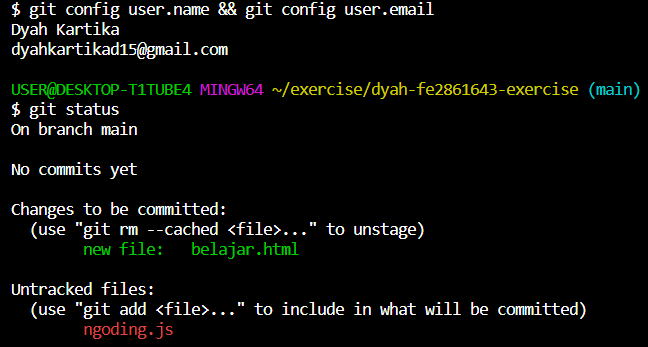 $ git config user.name && git config user.email
Dyah Kartika
dyahkartikad15@gmail.com
USER@DESKTOP-T1TUBE4 MINGW64 ~/exercise/dyah-fe2861643-exercise (main)
$ git status
On branch main
No commits yet
Changes to be committed:
  (use "git rm --cached <file>..." to unstage)
        new file:   belajar.html
Untracked files:
  (use "git add <file>..." to include in what will be committed)
        ngoding.js